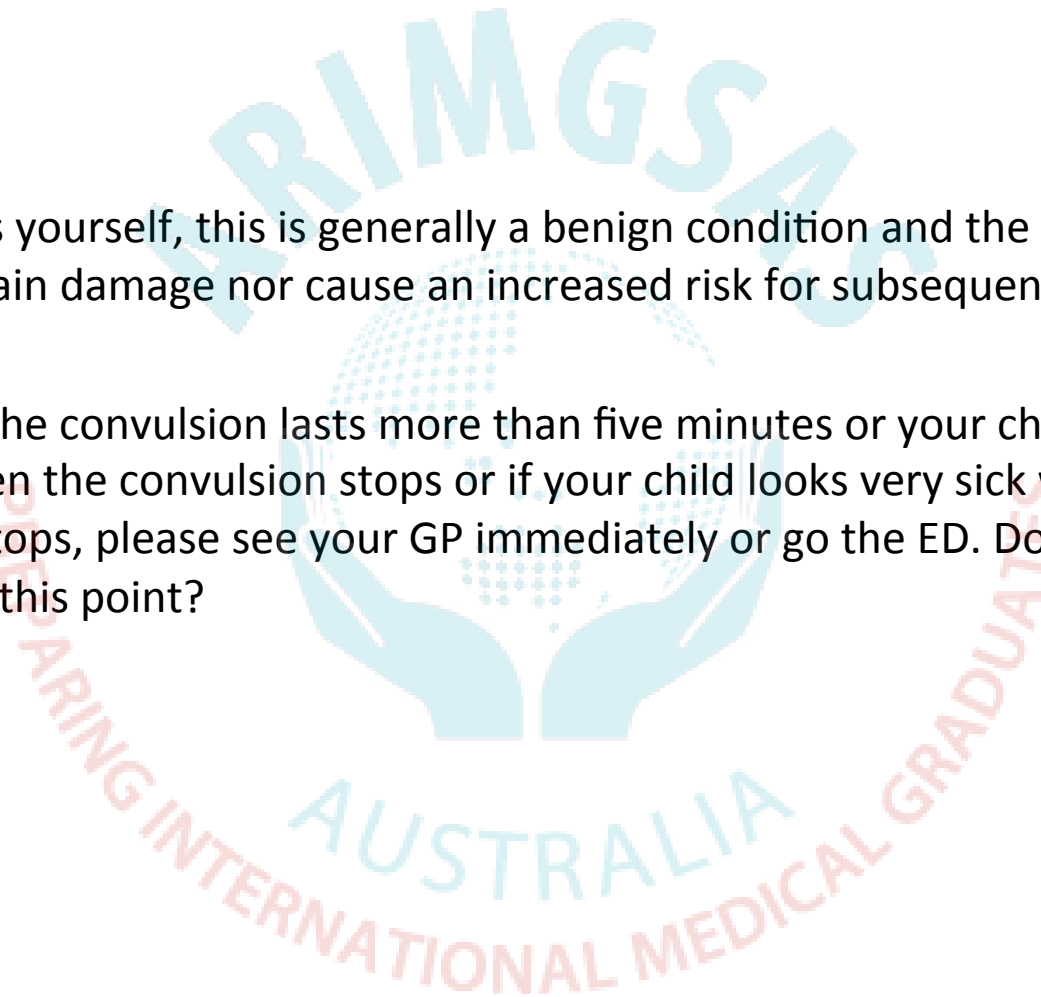 ARIMGSAS
s yourself, this is generally a benign condition and the
ain damage nor cause an increased risk for subsequen
he convulsion lasts more than five minutes or your ch
en the convulsion stops or if your child looks very sick
tops, please see your GP immediately or go the ED. Do
this point?
AUSTRALIA
PREPARING INTERNATIONAL MEDICAL GRADUATES